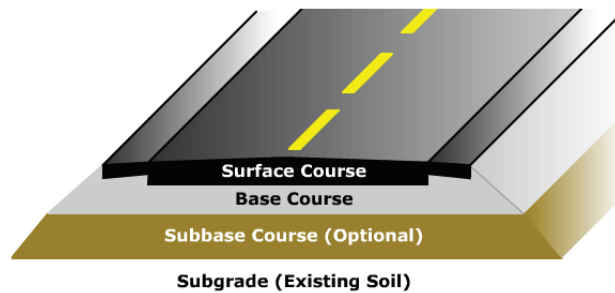 Surface Course
Base Course
Subbase Course (Optional)
Subgrade (Existing Soil)